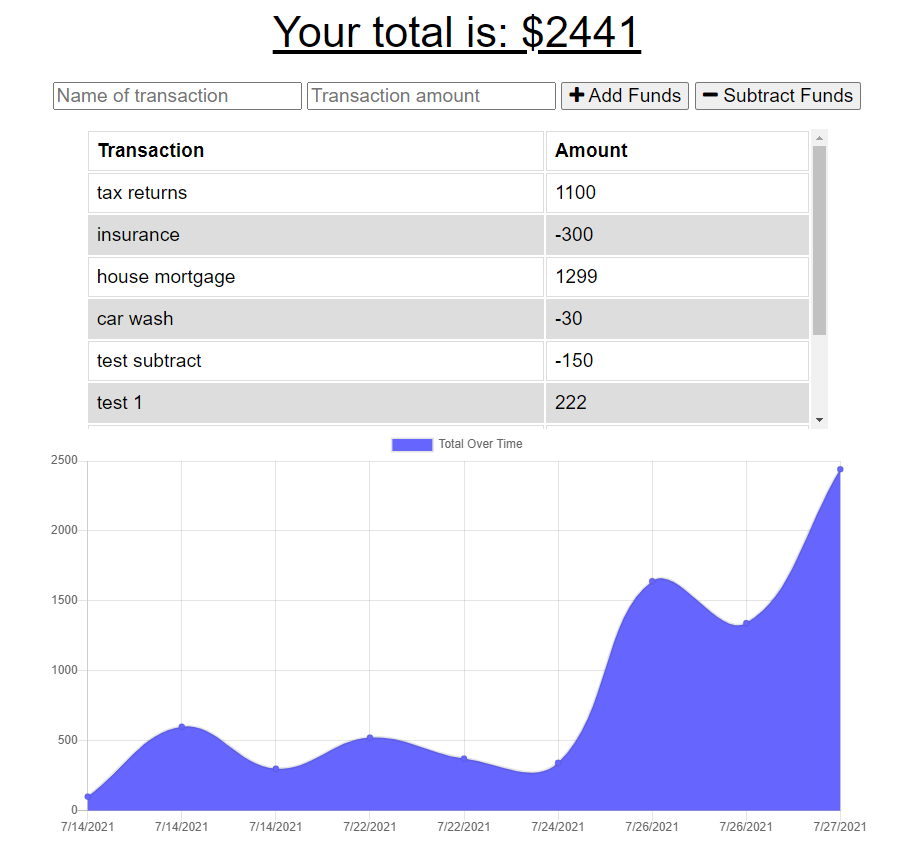 Your total is: $2441
Name of transaction Transaction amount Add Funds Subtract Funds
Transaction Amount
tax returns 1100
insurance -300
house mortgage 1299
car wash -30
test subtract -150
test 1 222
Total Over Time
2500
2000
1500
1000
500
0
7/14/2021 7/14/2021 7/14/2021 7/22/2021 7/22/2021 7/24/2021 7/26/2021 7/26/2021 7/27/2021